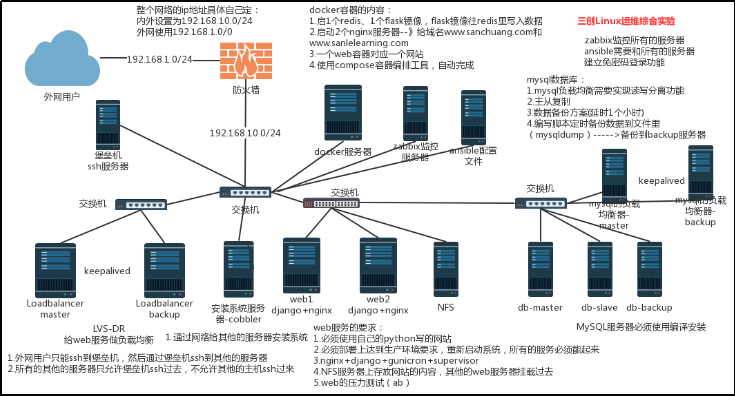 整个网络的ip地址具体自己定：
内外设置为192.168.10.0/24
外网使用192.168.1.0/0
docker容器的内容：
1.启1个redis、1个flask镜像，flask镜像往redis里写入数据
2.启动2个nginx服务器--》给域名www.sanchuang.com和
www.sanlelearning.com
3.一个web容器对应一个网站
4.使用compose容器编排工具，自动完成
三创Linux运维综合实验
zabbix监控所有的服务器
ansible需要和所有的服务器
建立免密码登录功能
mysql数据库：
1.mysql负载均衡需要实现读写分离功能
2.主从复制
3.数据备份方案(延时1个小时)
4.编写脚本定时备份数据到文件里
（mysqldump）----->备份到backup服务器
外网用户
192.168.1.0/24
防火墙
192.168.10.0/24
堡垒机
ssh服务器
docker服务器
zabbix监控
服务器
ansible配置
文件
交换机
交换机
交换机
交换机
mysql的负载
均衡器-
master
keepalived
mysql的负载
均衡器-
backup
Loadbalancer
master
keepalived
Loadbalancer
backup
安装系统服务
器-cobbler
web1
django+nginx
web2
django+nginx
NFS
db-master
db-slave
db-backup
LVS-DR
给web服务做负载均衡
1.通过网络给其他的服务器安装系统
MySQL服务器必须使用编译安装
web服务的要求：
1.必须使用自己的python写的网站
2.必须部署上达到生产环境要求，重新启动系统，所有的服务必须能起来
3.nginx+django+gunicron+supervisor
4.NFS服务器上存放网站的内容，其他的web服务器挂载过去
5.web的压力测试（ab）
1.外网用户只能ssh到堡垒机，然后通过堡垒机ssh到其他的服务器
2.所有的其他的服务器只允许堡垒机ssh过去，不允许其他的主机ssh过来